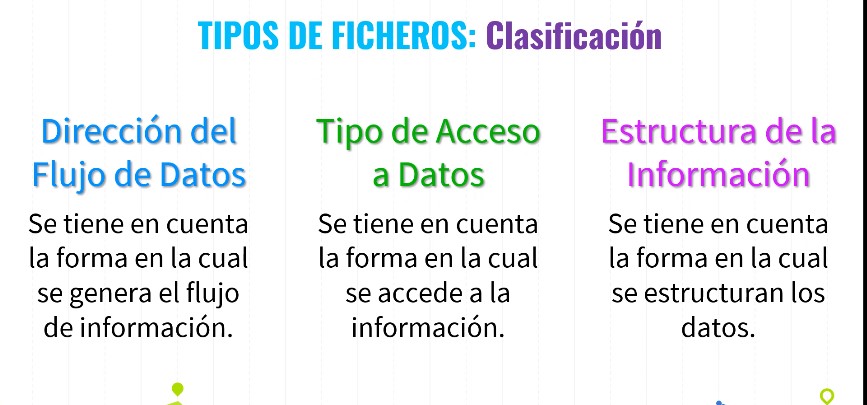 TIPOS DE FICHEROS: Clasificación
Dirección del
Flujo de Datos
Se tiene en cuenta
la forma en la cual
se genera el flujo
de información.
Tipo de Acceso
a Datos
Se tiene en cuenta
la forma en la cual
se accede a la
información.
Estructura de la
Información
Se tiene en cuenta
la forma en la cual
se estructuran los
datos.